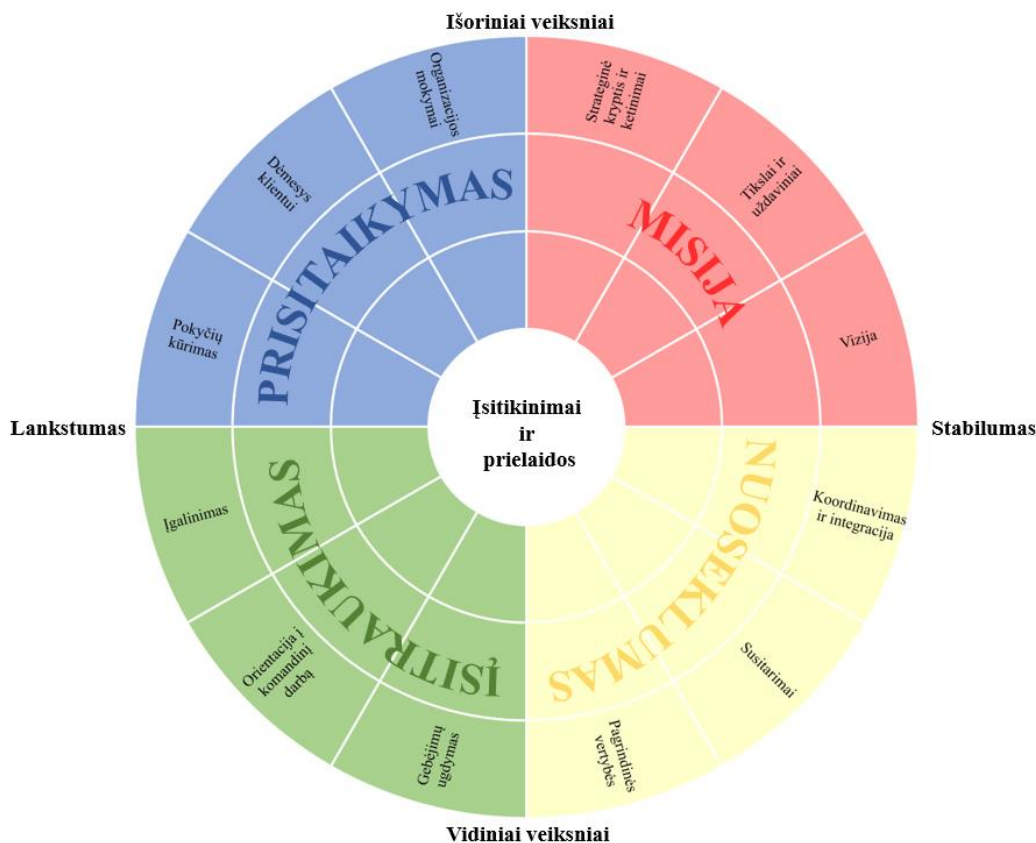 Išoriniai veiksniai
Organizacijos
mokymai
Strateginė
kryptis ir
ketinimai
Dėmesys
klientui
Tikslai ir
uždaviniai
PRISITAIKYMAS
MISIJA
Pokyčių
kūrimas
Vizija
Lankstumas
Įsitikinimai
ir
prielaidos
Stabilumas
Įgalinimas
Koordinavimas
ir integracija
ĮSITRAUKIMAS
NUOSEKLUMAS
Orientacija į
komandinį
darbą
Susitarimai
Gebėjimų
ugdymas
Pagrindinės
vertybės
Vidiniai veiksniai